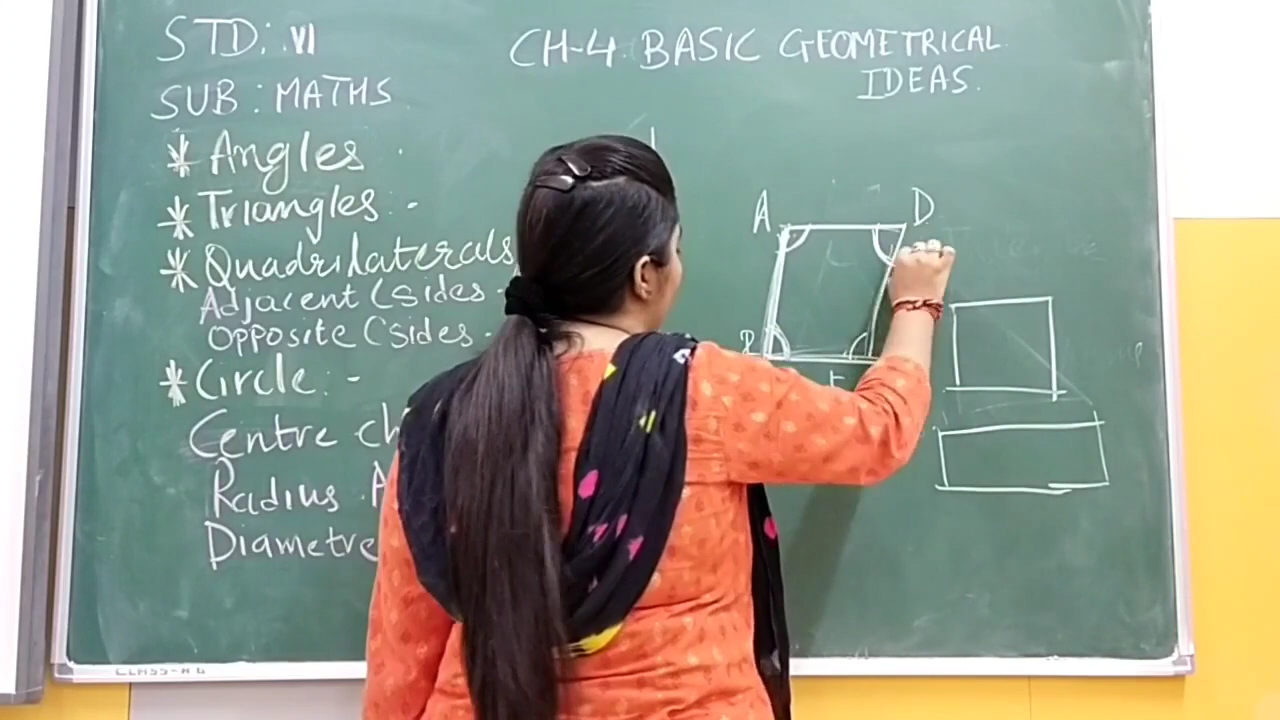 STD: VI
SUB: MATHS
CH-4 BASIC GEOMETRICAL
IDEAS.
* Angles.
* Triangles -
* Quadrilaterals
Adjacent (sides -
Opposite (sides -
* Circle: -
Centre
Radius
Diametre
A
D
B